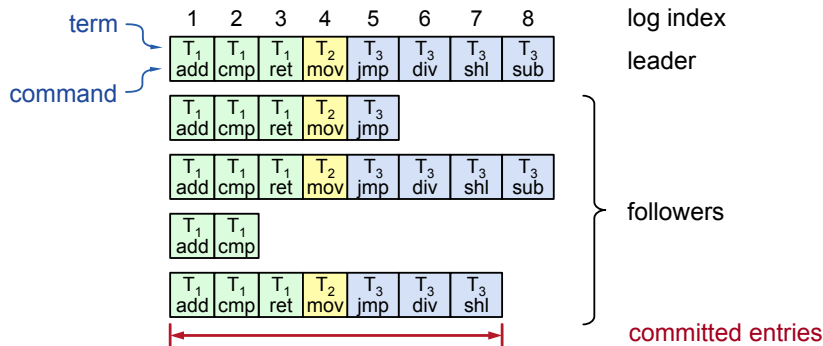 1 2 3 4 5 6 7 8 log index
term
T1 T1 T1 T2 T3 T3 T3 T3
add cmp ret mov jmp div shl sub
leader
command
T1 T1 T1 T2 T3
add cmp ret mov jmp
T1 T1 T1 T2 T3 T3 T3 T3
add cmp ret mov jmp div shl sub
followers
T1 T1
add cmp
T1 T1 T1 T2 T3 T3 T3
add cmp ret mov jmp div shl
committed entries